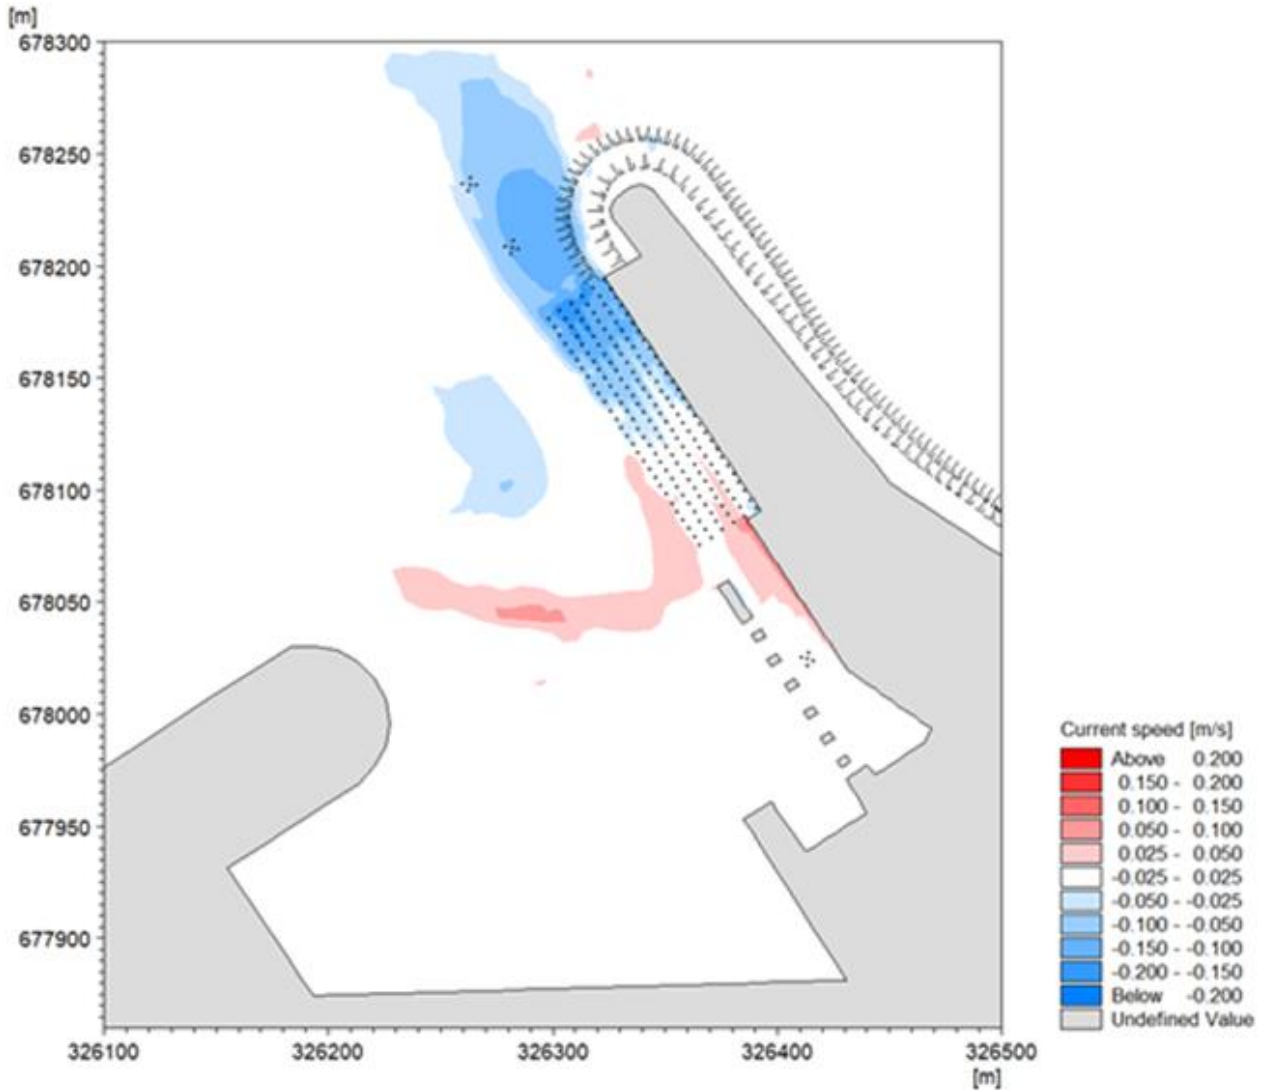 [m]
678300
678250
678200
678150
678100
678050
678000
677950
677900
326100 326200 326300 326400 326500
[m]
Current speed [m/s]
Above 0.200
0.150 - 0.200
0.100 - 0.150
0.050 - 0.100
0.025 - 0.050
-0.025 - 0.025
-0.050 - -0.025
-0.100 - -0.050
-0.150 - -0.100
-0.200 - -0.150
Below -0.200
Undefined Value